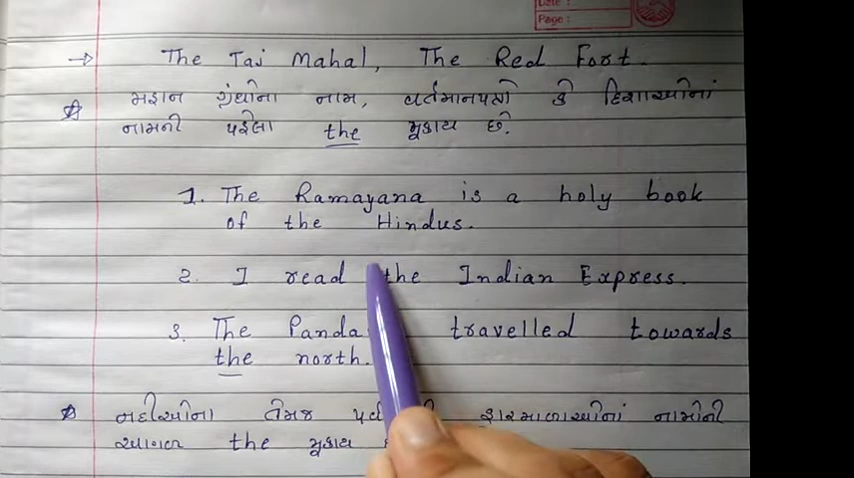 Date :
Page :
→ The Taj Mahal, The Red Fort.
મહાન ગ્રંથોના નામ, વર્તમાનપત્રો કે દિશાઓનાં
નામની પહેલા the મૂકાય છે.
1. The Ramayana is a holy book
of the Hindus.
2. I read the Indian Express.
3. The Panda travelled towards
the north.
નદીઓના તેમજ પર્વ હારમાળાઓનાં નામોની
આગળ the મૂકાય